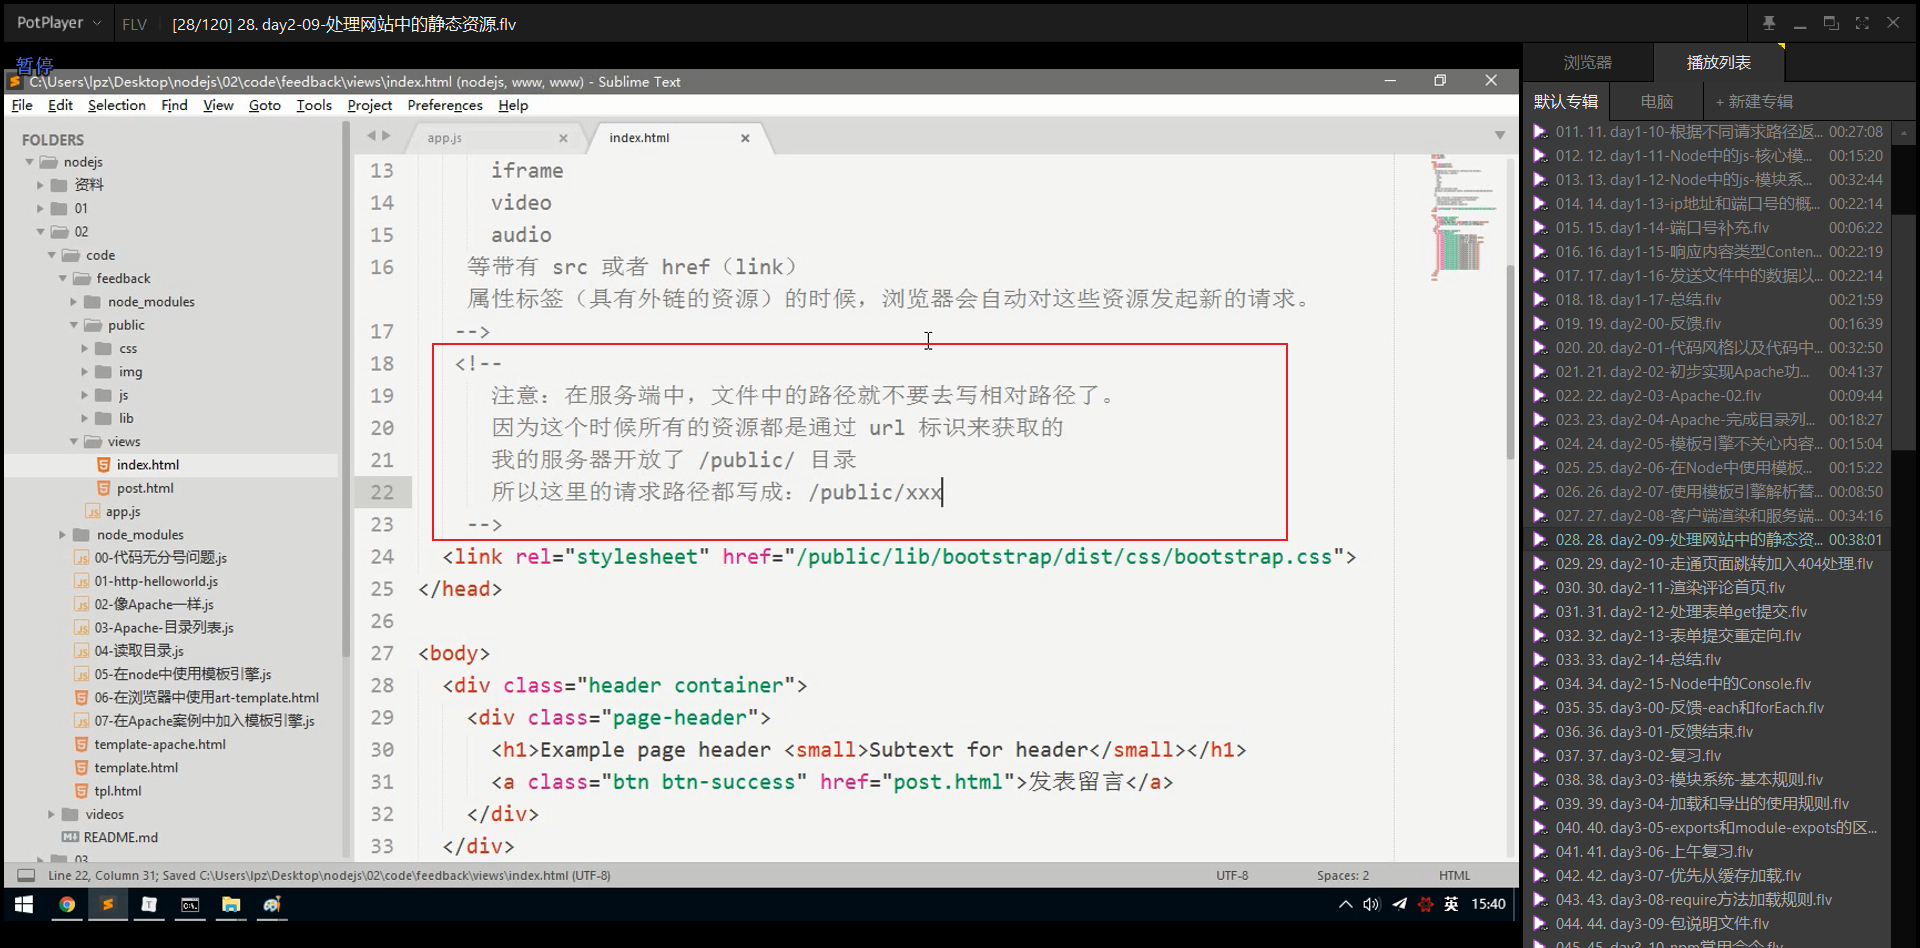 PotPlayer
FLV
[28/120] 28. day2-09-处理网站中的静态资源.flv
暂停
C:\Users\lpz\Desktop\nodejs\02\code\feedback\views\index.html (nodejs, www, www) - Sublime Text
File Edit Selection Find View Goto Tools Project Preferences Help
FOLDERS
nodejs
资料
01
02
code
feedback
node_modules
public
css
img
js
lib
views
index.html
post.html
app.js
node_modules
00-代码无分号问题.js
01-http-helloworld.js
02-像Apache一样.js
03-Apache-目录列表.js
04-读取目录.js
05-在node中使用模板引擎.js
06-在浏览器中使用art-template.html
07-在Apache案例中加入模板引擎.js
template-apache.html
template.html
tpl.html
videos
README.md
03
app.js
index.html
13 iframe
14 video
15 audio
16 等带有 src 或者 href（link）
属性标签（具有外链的资源）的时候，浏览器会自动对这些资源发起新的请求。
17 -->
18 <!--
19 注意：在服务端中，文件中的路径就不要去写相对路径了。
20 因为这个时候所有的资源都是通过 url 标识来获取的
21 我的服务器开放了 /public/ 目录
22 所以这里的请求路径都写成：/public/xxx
23 -->
24 <link rel="stylesheet" href="/public/lib/bootstrap/dist/css/bootstrap.css">
25 </head>
26
27 <body>
28 <div class="header container">
29 <div class="page-header">
30 <h1>Example page header <small>Subtext for header</small></h1>
31 <a class="btn btn-success" href="post.html">发表留言</a>
32 </div>
33 </div>
Line 22, Column 31; Saved C:\Users\lpz\Desktop\nodejs\02\code\feedback\views\index.html (UTF-8)
UTF-8
Spaces: 2
HTML
英
15:40
浏览器
播放列表
默认专辑
电脑
+ 新建专辑
011. 11. day1-10-根据不同请求路径返... 00:27:08
012. 12. day1-11-Node中的js-核心模... 00:15:20
013. 13. day1-12-Node中的js-模块系... 00:32:44
014. 14. day1-13-ip地址和端口号的概... 00:22:14
015. 15. day1-14-端口号补充.flv 00:06:22
016. 16. day1-15-响应内容类型Conten... 00:22:19
017. 17. day1-16-发送文件中的数据以... 00:22:14
018. 18. day1-17-总结.flv 00:21:59
019. 19. day2-00-反馈.flv 00:16:39
020. 20. day2-01-代码风格以及代码中... 00:32:50
021. 21. day2-02-初步实现Apache功... 00:41:37
022. 22. day2-03-Apache-02.flv 00:09:44
023. 23. day2-04-Apache-完成目录列... 00:18:27
024. 24. day2-05-模板引擎不关心内容... 00:15:04
025. 25. day2-06-在Node中使用模板... 00:15:22
026. 26. day2-07-使用模板引擎解析替... 00:08:50
027. 27. day2-08-客户端渲染和服务端... 00:34:16
028. 28. day2-09-处理网站中的静态资... 00:38:01
029. 29. day2-10-走通页面跳转加入404处理.flv
030. 30. day2-11-渲染评论首页.flv
031. 31. day2-12-处理表单get提交.flv
032. 32. day2-13-表单提交重定向.flv
033. 33. day2-14-总结.flv
034. 34. day2-15-Node中的Console.flv
035. 35. day3-00-反馈-each和forEach.flv
036. 36. day3-01-反馈结束.flv
037. 37. day3-02-复习.flv
038. 38. day3-03-模块系统-基本规则.flv
039. 39. day3-04-加载和导出的使用规则.flv
040. 40. day3-05-exports和module-expots的区...
041. 41. day3-06-上午复习.flv
042. 42. day3-07-优先从缓存加载.flv
043. 43. day3-08-require方法加载规则.flv
044. 44. day3-09-包说明文件.flv
045. 45. day3-10-npm常用命令.flv